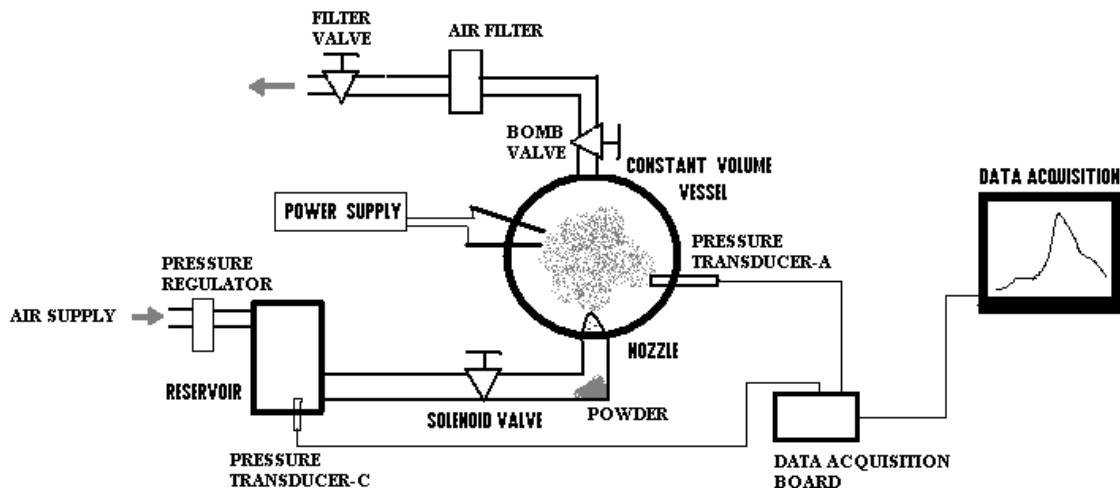 FILTER
VALVE
AIR FILTER
BOMB
VALVE
CONSTANT VOLUME
VESSEL
DATA ACQUISITION
POWER SUPPLY
PRESSURE
TRANSDUCER-A
PRESSURE
REGULATOR
AIR SUPPLY
NOZZLE
RESERVOIR
SOLENOID VALVE
POWDER
PRESSURE
TRANSDUCER-C
DATA ACQUISITION
BOARD